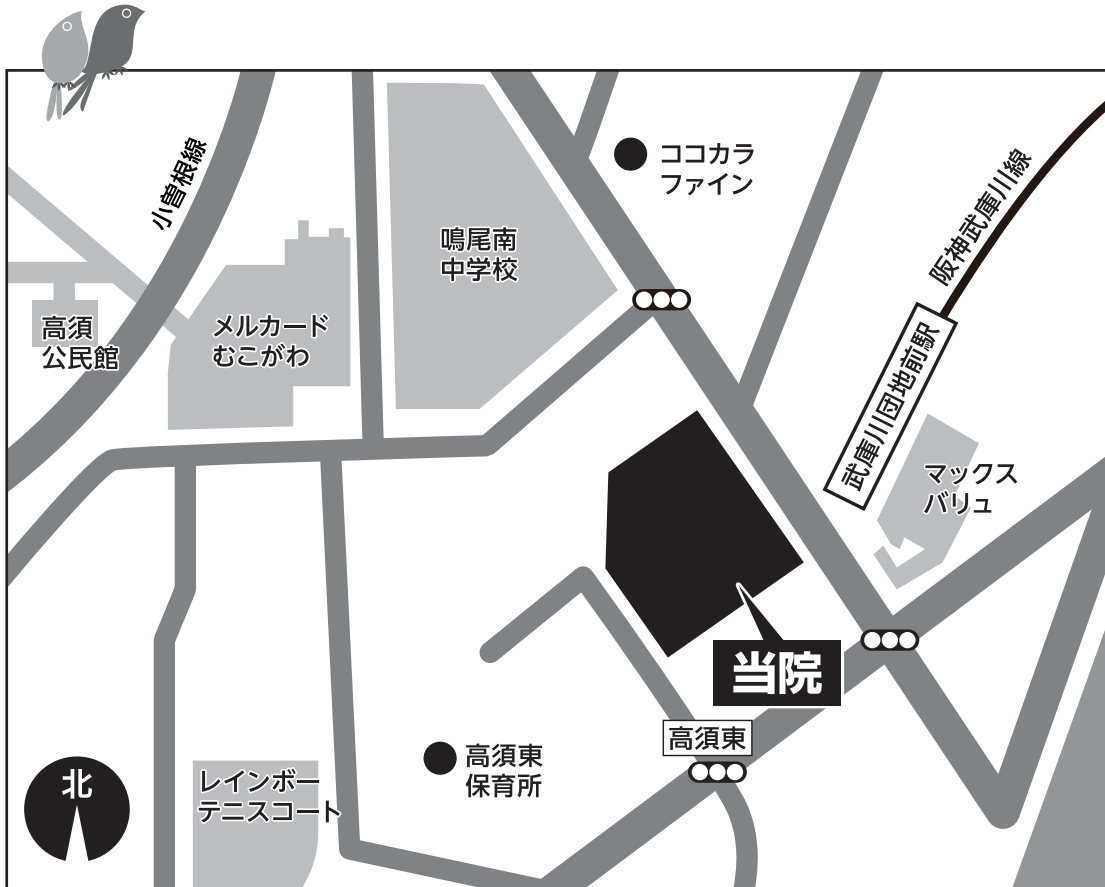 小曽根線
ココカラ
ファイン
阪神武庫川線
鳴尾南
中学校
高須
公民館
メルカード
むこがわ
武庫川団地前駅
マックス
バリュ
当院
高須東
高須東
保育所
北
レインボー
テニスコート